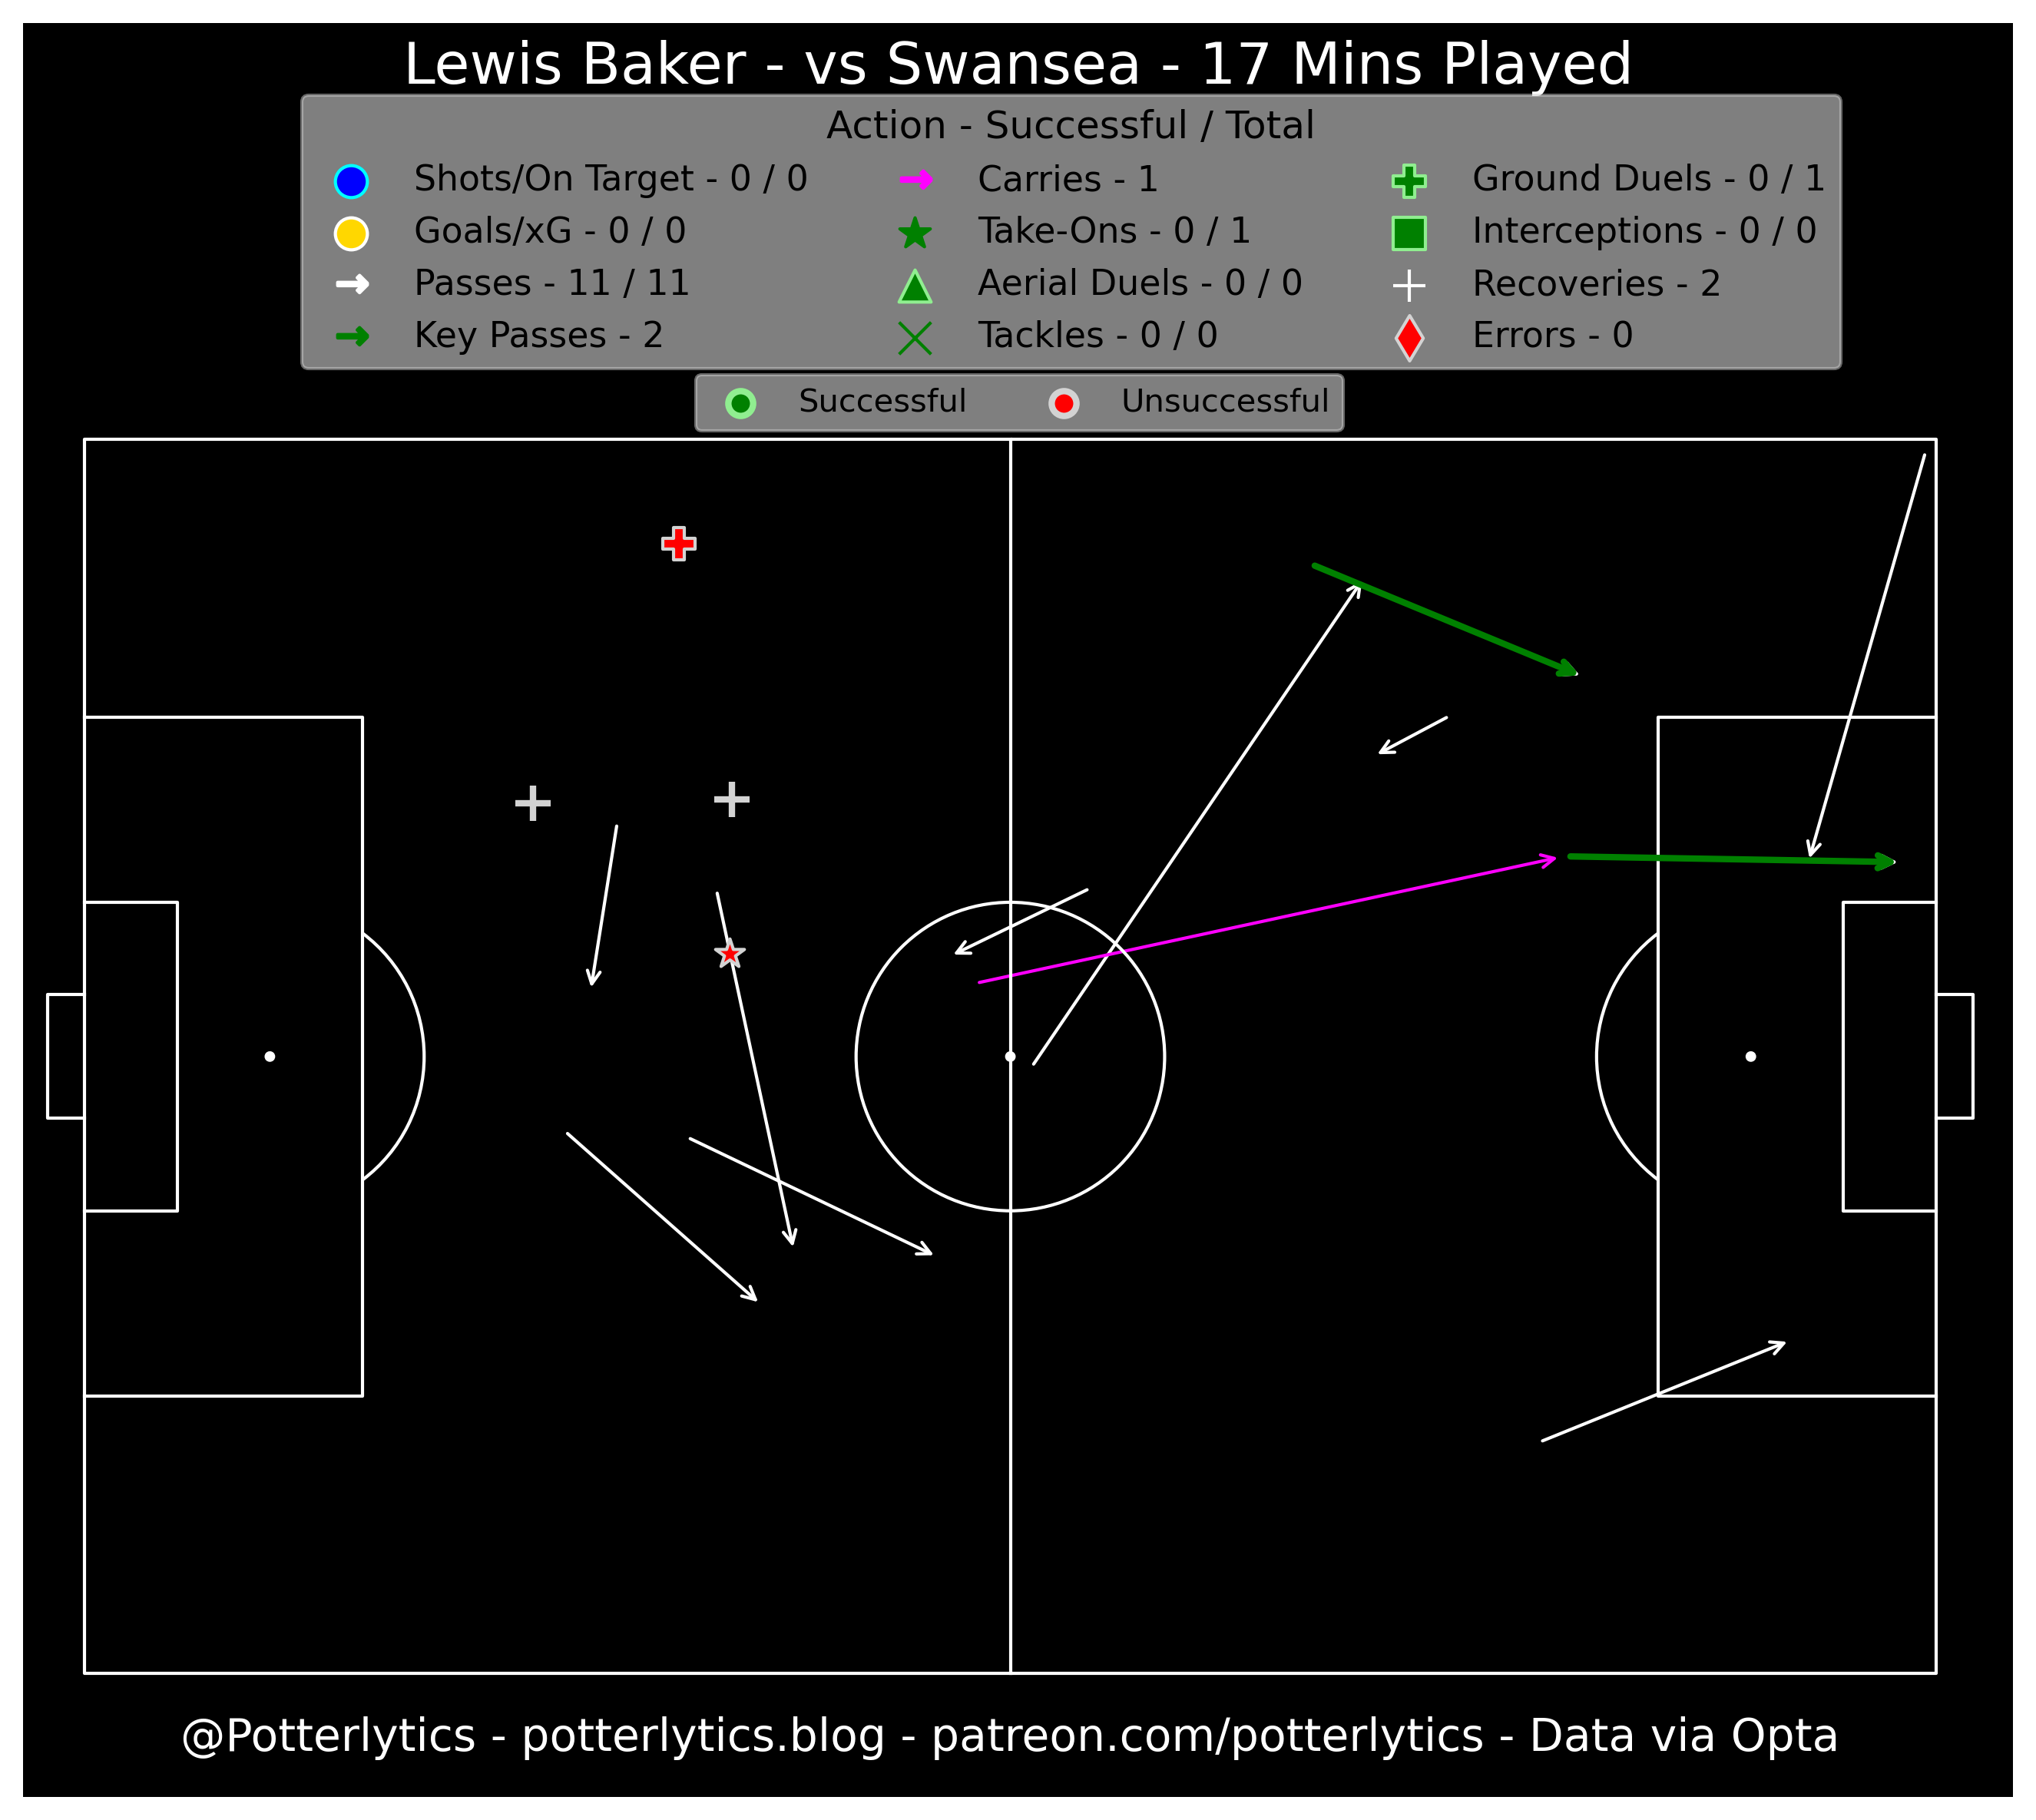 Lewis Baker - vs Swansea - 17 Mins Played
Action - Successful / Total
Shots/On Target - 0 / 0
Goals/xG - 0 / 0
Passes - 11 / 11
Key Passes - 2
Carries - 1
Take-Ons - 0 / 1
Aerial Duels - 0 / 0
Tackles - 0 / 0
Ground Duels - 0 / 1
Interceptions - 0 / 0
Recoveries - 2
Errors - 0
Successful
Unsuccessful
@Potterlytics - potterlytics.blog - patreon.com/potterlytics - Data via Opta